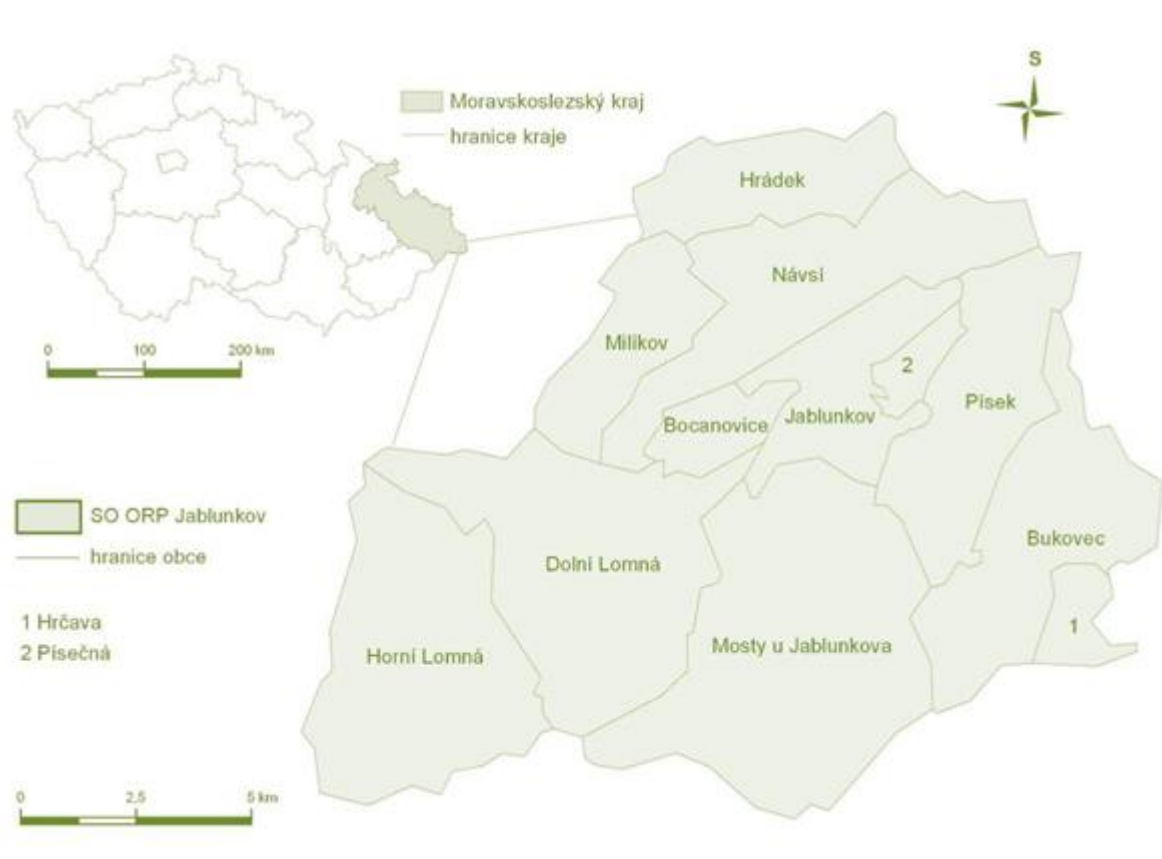 S
Moravskoslezský kraj
hranice kraje
Hrádek
Návsí
0 100 200 km
Milíkov
2
Písek
Bocanovice
Jablunkov
SO ORP Jablunkov
hranice obce
Bukovec
Dolní Lomná
1 Hrčava
2 Písečná
1
Mosty u Jablunkova
Horní Lomná
0 2,5 5 km